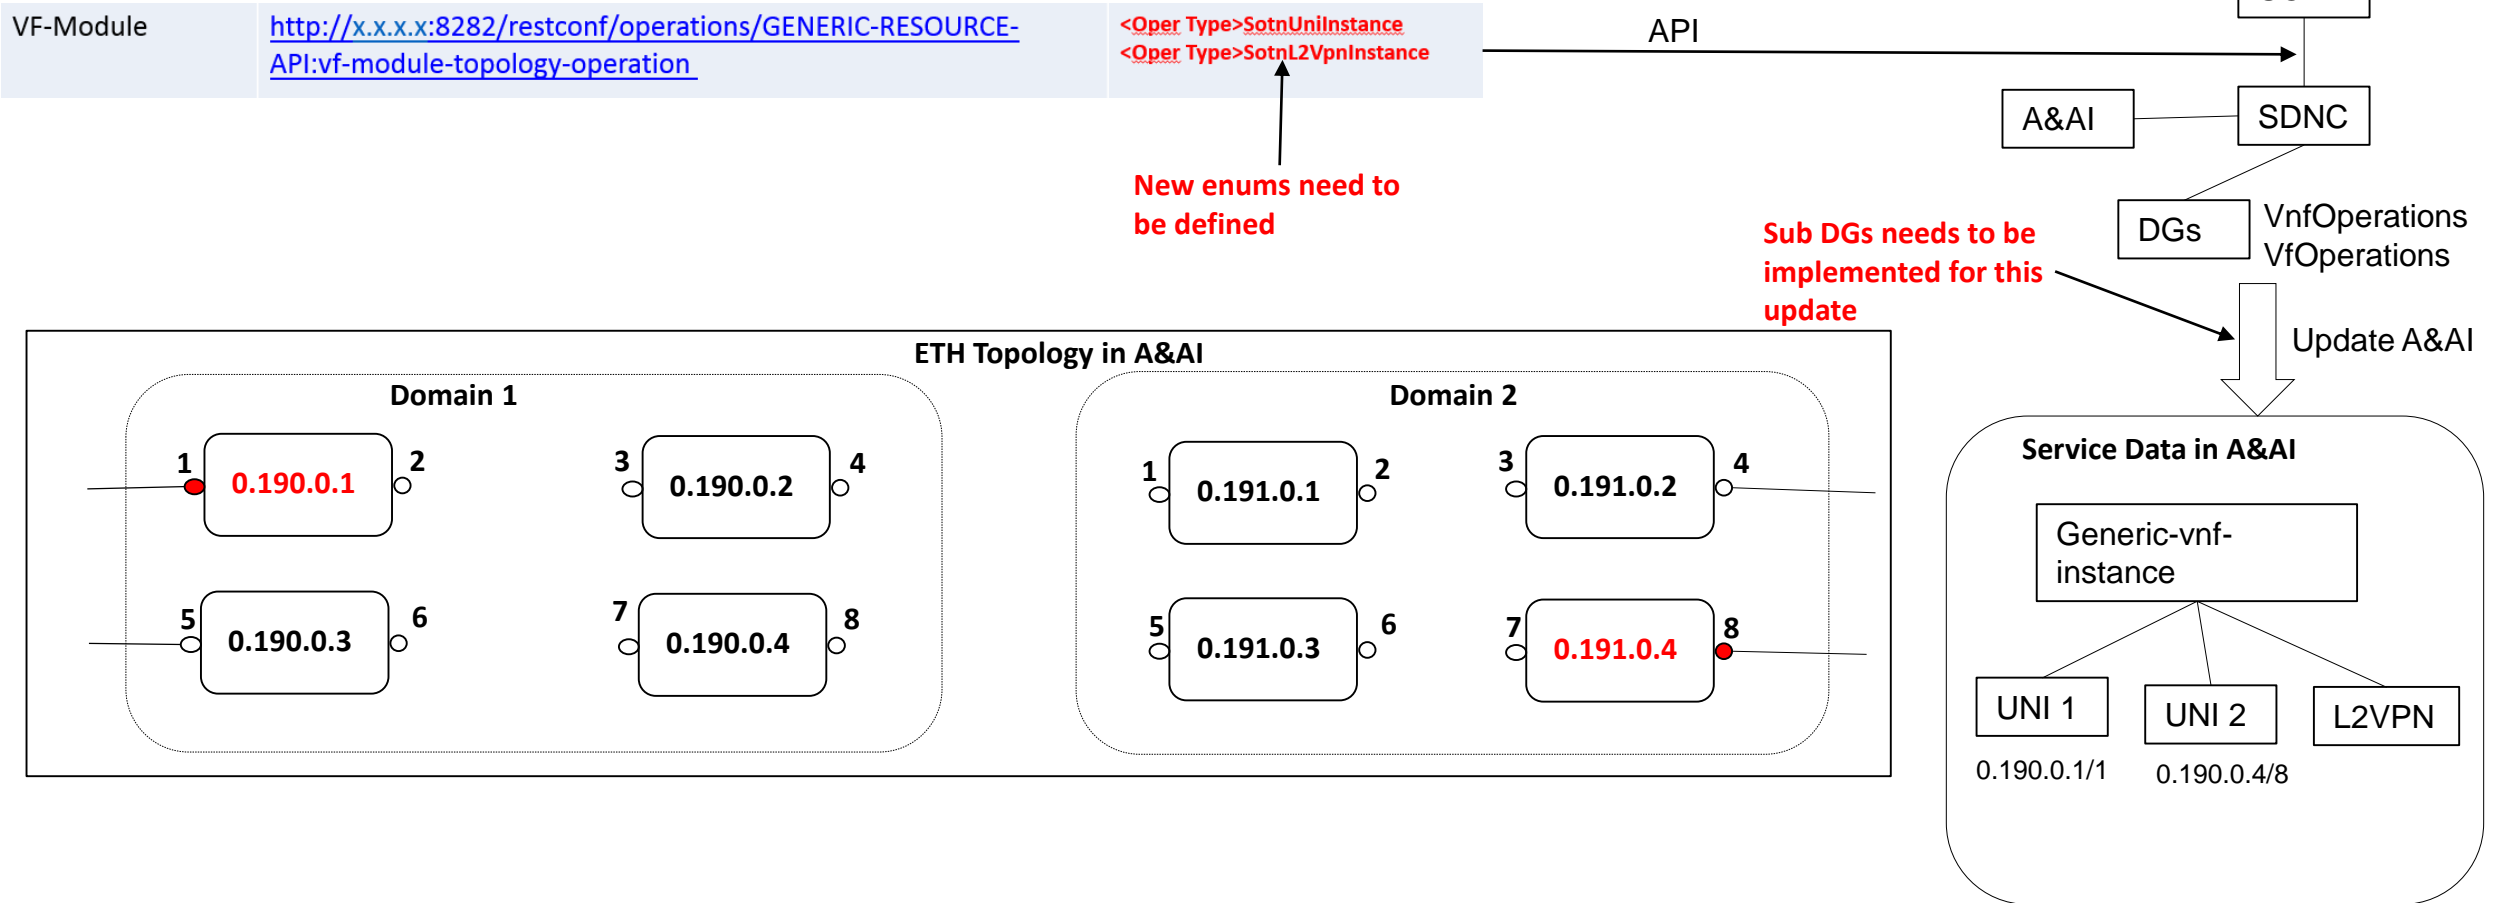 VF-Module
http://x.x.x.x:8282/restconf/operations/GENERIC-RESOURCE-
API:vf-module-topology-operation
<Oper Type>SotnUniInstance
<Oper Type>SotnL2VpnInstance
API
New enums need to
be defined
A&AI
SDNC
DGs
VnfOperations
VfOperations
Sub DGs needs to be
implemented for this
update
Update A&AI
ETH Topology in A&AI
Domain 1
1
0.190.0.1
2
3
0.190.0.2
4
5
0.190.0.3
6
7
0.190.0.4
8
Domain 2
1
0.191.0.1
2
3
0.191.0.2
4
5
0.191.0.3
6
7
0.191.0.4
8
Service Data in A&AI
Generic-vnf-
instance
UNI 1
UNI 2
L2VPN
0.190.0.1/1
0.190.0.4/8